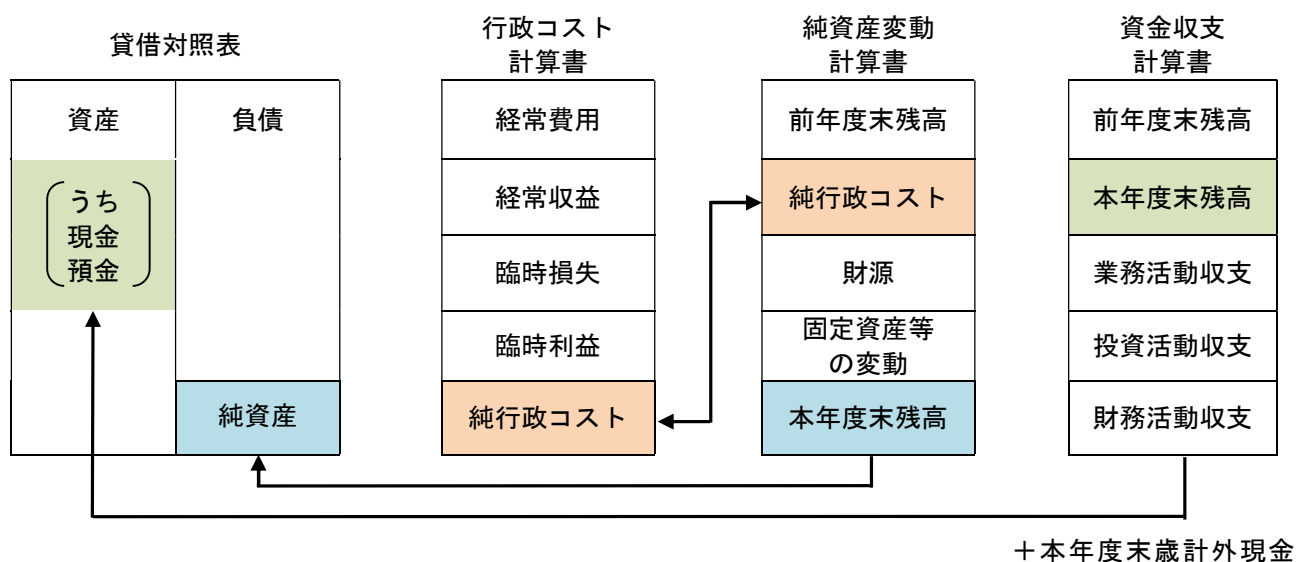 貸借対照表
資産
負債
うち
現金
預金
純資産
行政コスト
計算書
経常費用
経常収益
臨時損失
臨時利益
純行政コスト
純資産変動
計算書
前年度末残高
純行政コスト
財源
固定資産等
の変動
本年度末残高
資金収支
計算書
前年度末残高
本年度末残高
業務活動収支
投資活動収支
財務活動収支
＋本年度末歳計外現金